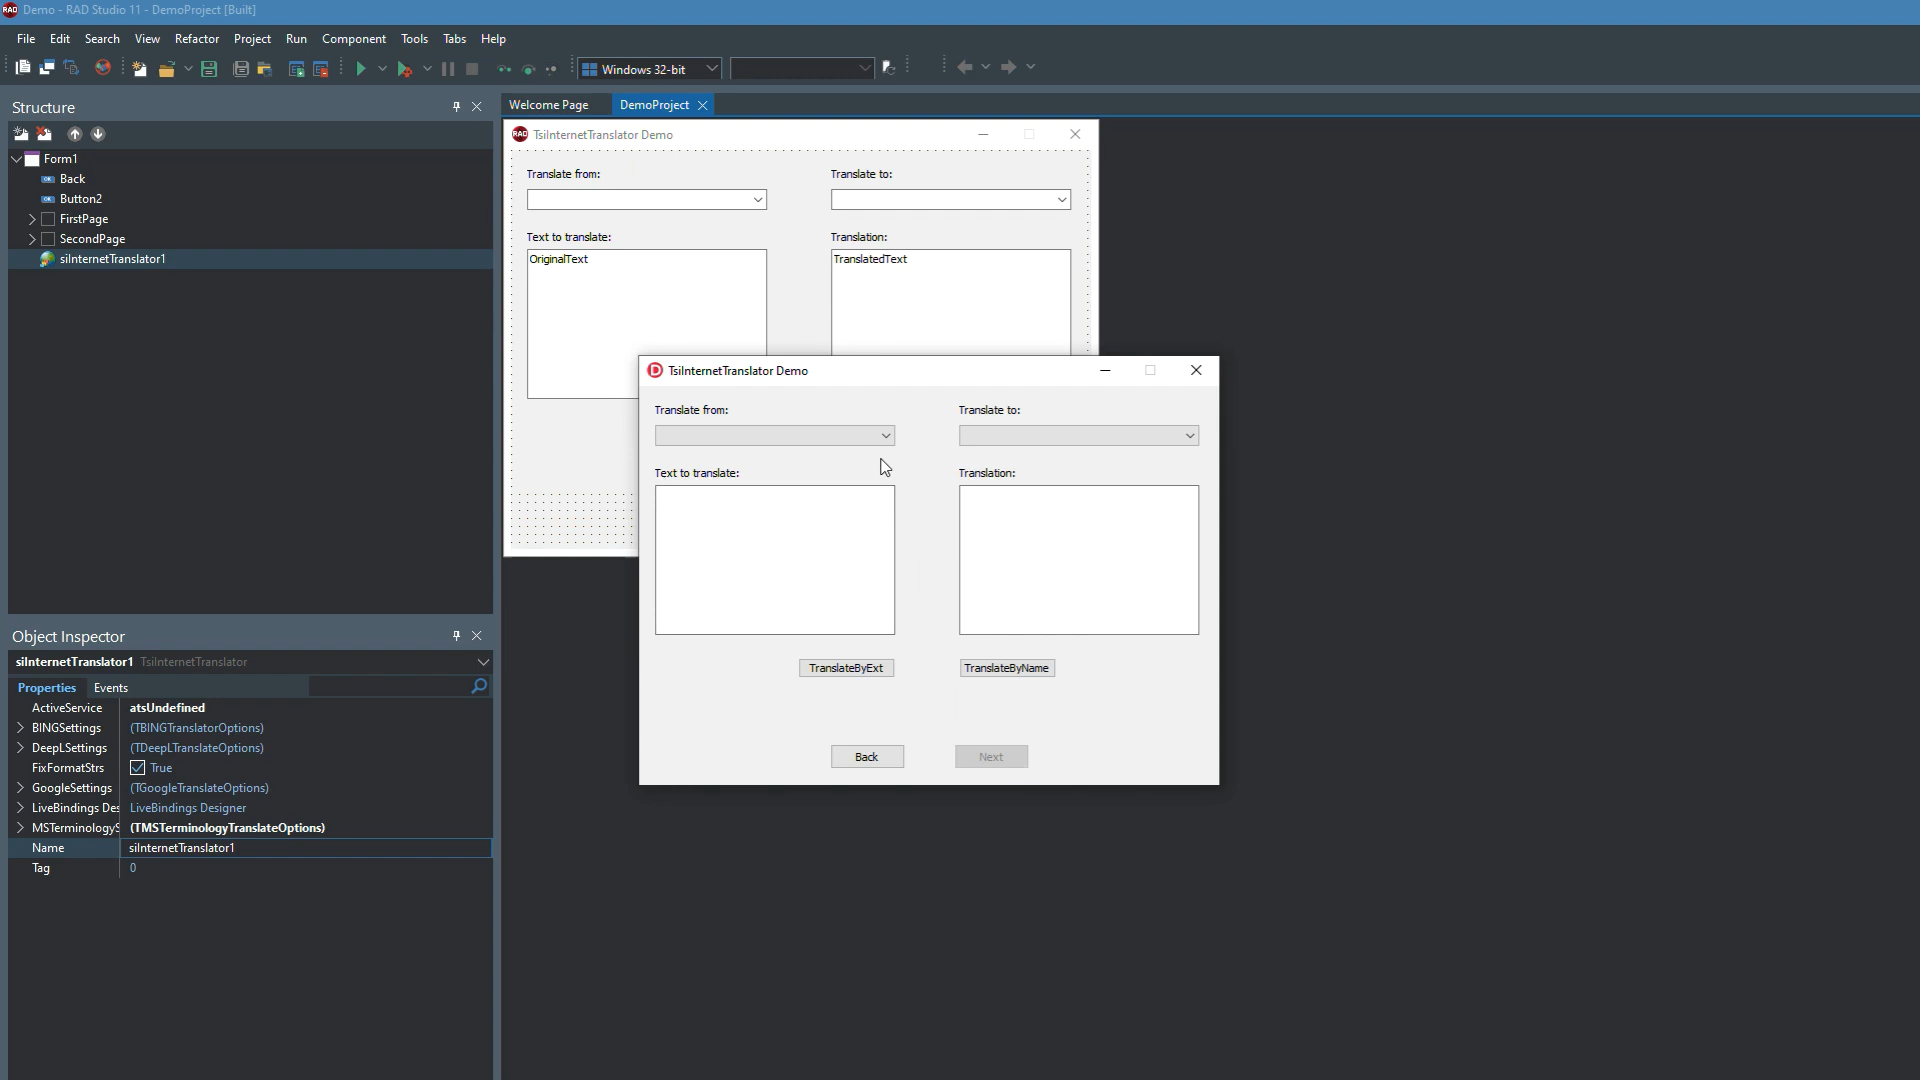 Demo - RAD Studio 11 - DemoProject [Built]
File Edit Search View Refactor Project Run Component Tools Tabs Help
Windows 32-bit
Structure
Welcome Page DemoProject
Form1
Back
Button2
FirstPage
SecondPage
siInternetTranslator1
TsiInternetTranslator Demo
Translate from: Translate to:
Text to translate: Translation:
OriginalText TranslatedText
TsiInternetTranslator Demo
Translate from: Translate to:
Text to translate: Translation:
TranslateByExt TranslateByName
Back Next
Object Inspector
siInternetTranslator1 TsiInternetTranslator
Properties Events
ActiveService atsUndefined
BINGSettings (TBINGTranslatorOptions)
DeepLSettings (TDeepLTranslateOptions)
FixFormatStrs True
GoogleSettings (TGoogleTranslateOptions)
LiveBindings Des LiveBindings Designer
MSTerminologyS (TMSTerminologyTranslateOptions)
Name siInternetTranslator1
Tag 0